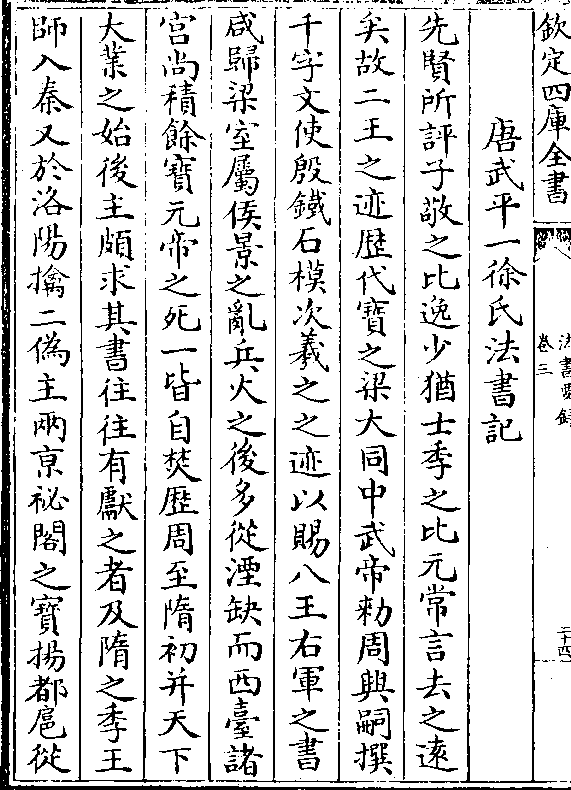 欽定四庫全書
法書要録
卷三
二十四
唐武平一徐氏法書記
先賢所評子敬之比逸少猶士季之比元常言去之逺
矣故二王之迹歴代寶之梁大同中武帝勅周興嗣撰
千字文使殷鐵石模次羲之之迹以賜八王右軍之書
咸歸梁室屬侯景之亂兵火之後多從湮缺而西臺諸
宫尚積餘寶元帝之死一皆自焚歴周至隋初并天下
大業之始後主頗求其書往往有獻之者及隋之季王
師入秦又於洛陽擒二偽主兩京祕閣之寶揚都扈從